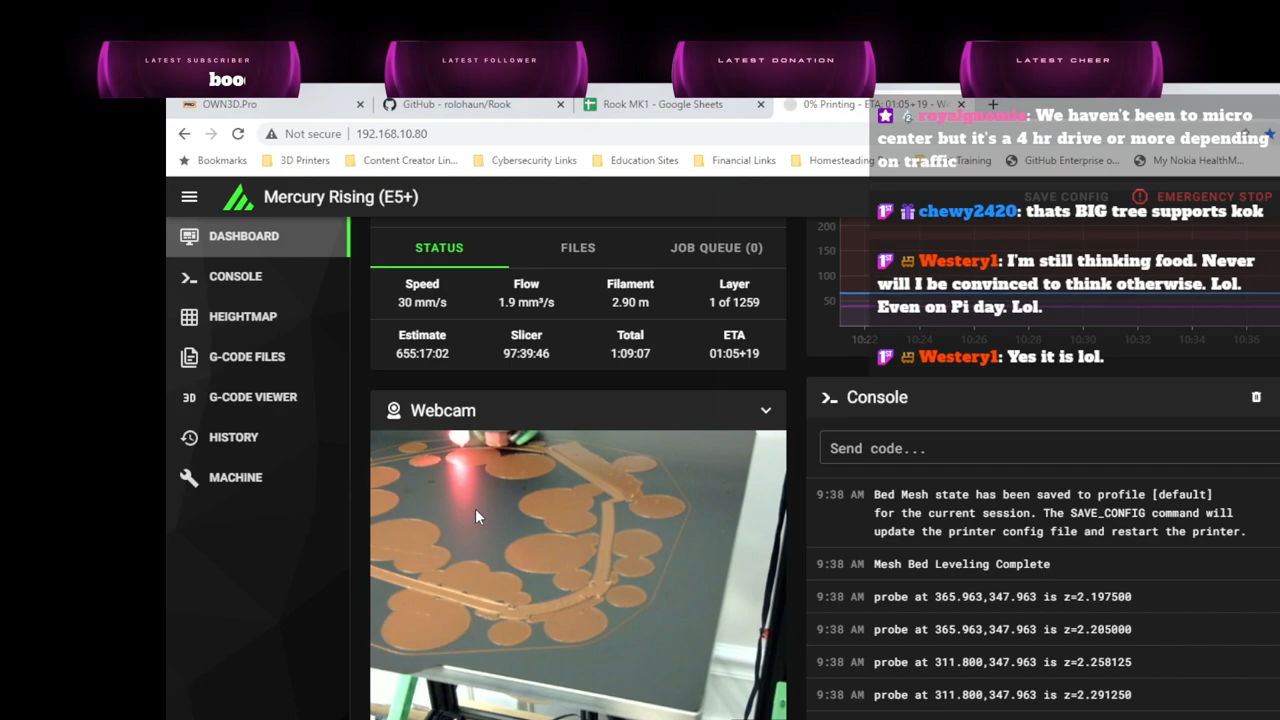 LATEST SUBSCRIBER
LATEST FOLLOWER
LATEST DONATION
LATEST CHEER
boo
OWN3D.Pro
GitHub - rolohaun/Rook
Rook MK1 - Google Sheets
0% Printing - ETA: 01:05+19 - W
Not secure
192.168.10.80
Bookmarks
3D Printers
Content Creator Lin...
Cybersecurity Links
Education Sites
Financial Links
Homesteading
Training
GitHub Enterprise o...
My Nokia HealthM...
royalgnomie: We haven't been to micro
center but it's a 4 hr drive or more depending
on traffic
chewy2420: thats BIG tree supports kok
Westery1: I'm still thinking food. Never
will I be convinced to think otherwise. Lol.
Even on Pi day. Lol.
Westery1: Yes it is lol.
Mercury Rising (E5+)
SAVE CONFIG
EMERGENCY STOP
DASHBOARD
CONSOLE
HEIGHTMAP
G-CODE FILES
3D
G-CODE VIEWER
HISTORY
MACHINE
STATUS
FILES
JOB QUEUE (0)
Speed
Flow
Filament
Layer
30 mm/s
1.9 mm³/s
2.90 m
1 of 1259
Estimate
Slicer
Total
ETA
655:17:02
97:39:46
1:09:07
01:05+19
200
150
100
50
10:22
10:24
10:26
10:28
10:30
10:32
10:34
10:36
Webcam
Console
Send code...
9:38 AM Bed Mesh state has been saved to profile [default]
for the current session. The SAVE_CONFIG command will
update the printer config file and restart the printer.
9:38 AM Mesh Bed Leveling Complete
9:38 AM probe at 365.963,347.963 is z=2.197500
9:38 AM probe at 365.963,347.963 is z=2.205000
9:38 AM probe at 311.800,347.963 is z=2.258125
9:38 AM probe at 311.800,347.963 is z=2.291250